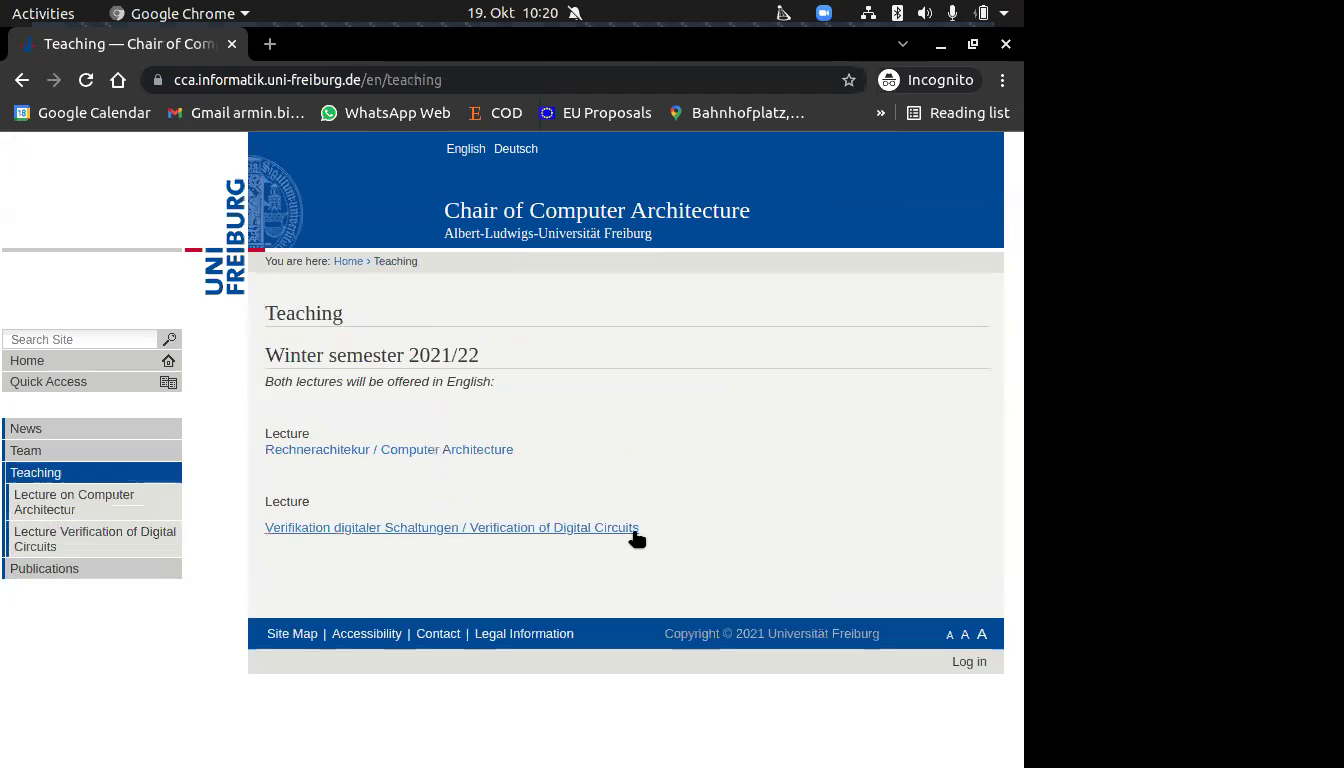 Activities Google Chrome 19. Okt 10:20
Teaching — Chair of Com
cca.informatik.uni-freiburg.de/en/teaching Incognito
Google Calendar Gmail armin.bi... WhatsApp Web COD EU Proposals Bahnhofplatz,... » Reading list
English Deutsch
Chair of Computer Architecture
Albert-Ludwigs-Universität Freiburg
UNI
FREIBURG
You are here: Home › Teaching
Search Site
Home
Quick Access
News
Team
Teaching
Lecture on Computer
Architectur
Lecture Verification of Digital
Circuits
Publications
Teaching
Winter semester 2021/22
Both lectures will be offered in English:
Lecture
Rechnerachitekur / Computer Architecture
Lecture
Verifikation digitaler Schaltungen / Verification of Digital Circuits
Site Map | Accessibility | Contact | Legal Information Copyright © 2021 Universität Freiburg A A A
Log in